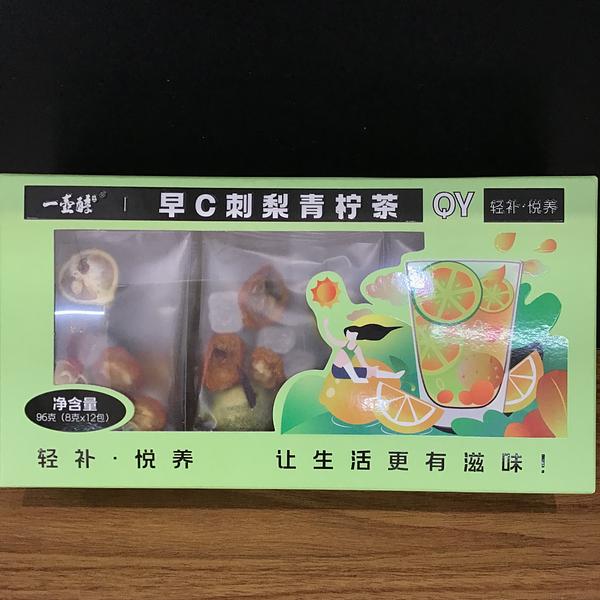 一壶醇 | 早C刺梨青柠茶 QY 轻补·悦养
净含量
96克(8克x12包)
轻补·悦养 让生活更有滋味!